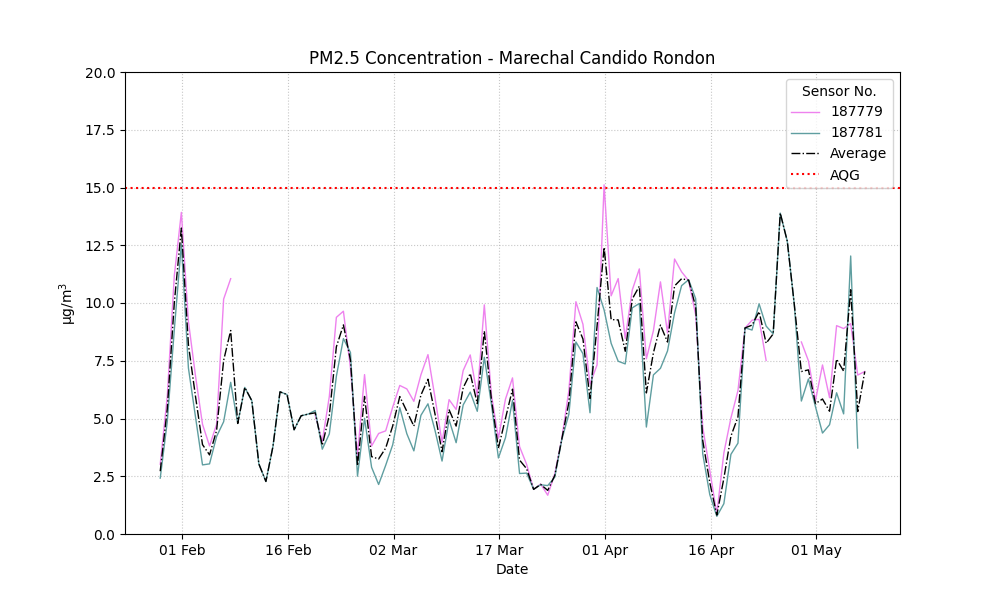 PM2.5 Concentration - Marechal Candido Rondon
20.0
17.5
15.0
12.5
10.0
7.5
5.0
2.5
0.0
µg/m³
Sensor No.
187779
187781
Average
AQG
01 Feb
16 Feb
02 Mar
17 Mar
01 Apr
16 Apr
01 May
Date